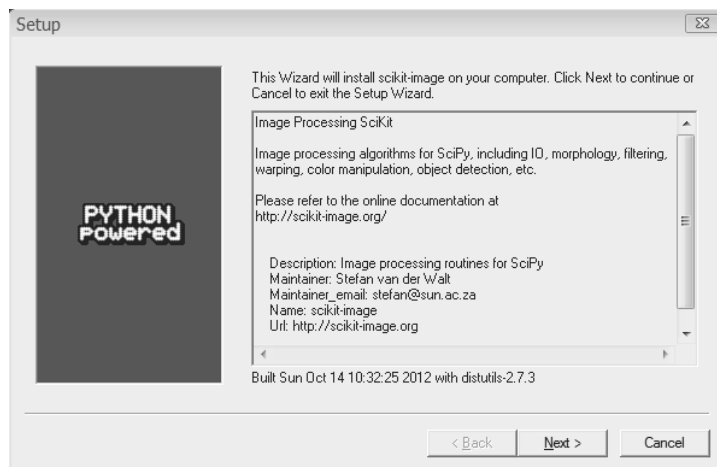 Setup
This Wizard will install scikit-image on your computer. Click Next to continue or
Cancel to exit the Setup Wizard.
Image Processing SciKit
Image processing algorithms for SciPy, including IO, morphology, filtering,
warping, color manipulation, object detection, etc.
Please refer to the online documentation at
http://scikit-image.org/
PYTHON
powered
Description: Image processing routines for SciPy
Maintainer: Stefan van der Walt
Maintainer_email: stefan@sun.ac.za
Name: scikit-image
Url: http://scikit-image.org
Built Sun Oct 14 10:32:25 2012 with distutils-2.7.3
< Back
Next >
Cancel